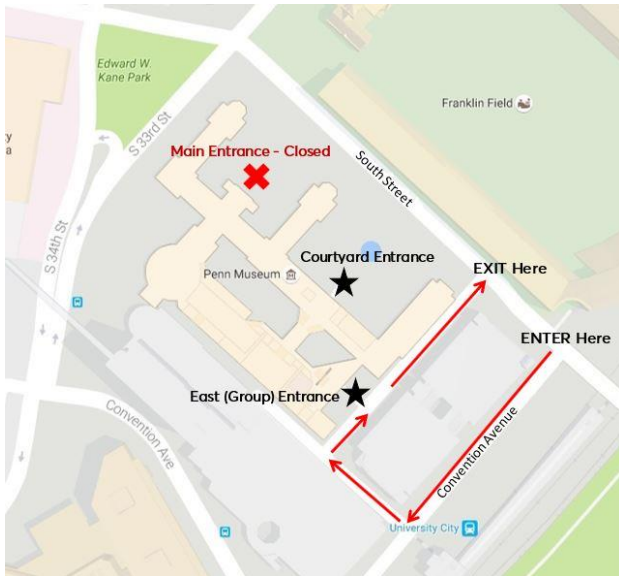 Edward W.
Kane Park
S 33rd St
Franklin Field
ty
a
Main Entrance - Closed
South Street
S 34th St
Courtyard Entrance
Penn Museum
EXIT Here
ENTER Here
East (Group) Entrance
Convention Ave
Convention Avenue
University City